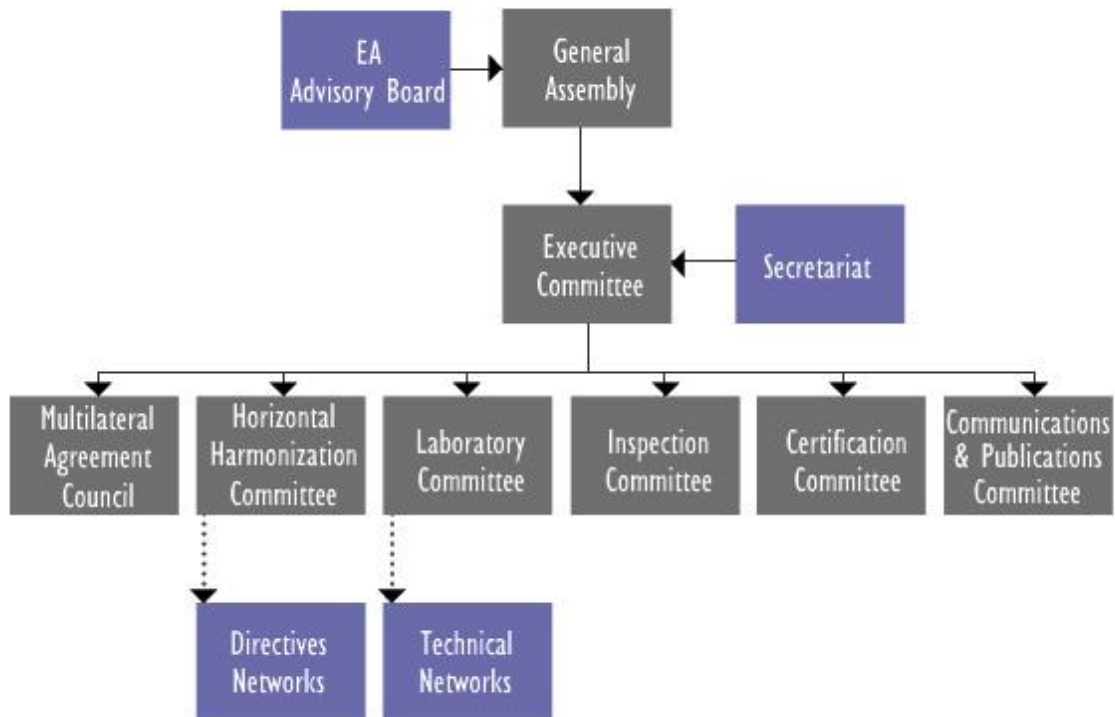 EA
Advisory Board
General
Assembly
Executive
Committee
Secretariat
Multilateral
Agreement
Council
Horizontal
Harmonization
Committee
Laboratory
Committee
Inspection
Committee
Certification
Committee
Communications
& Publications
Committee
Directives
Networks
Technical
Networks